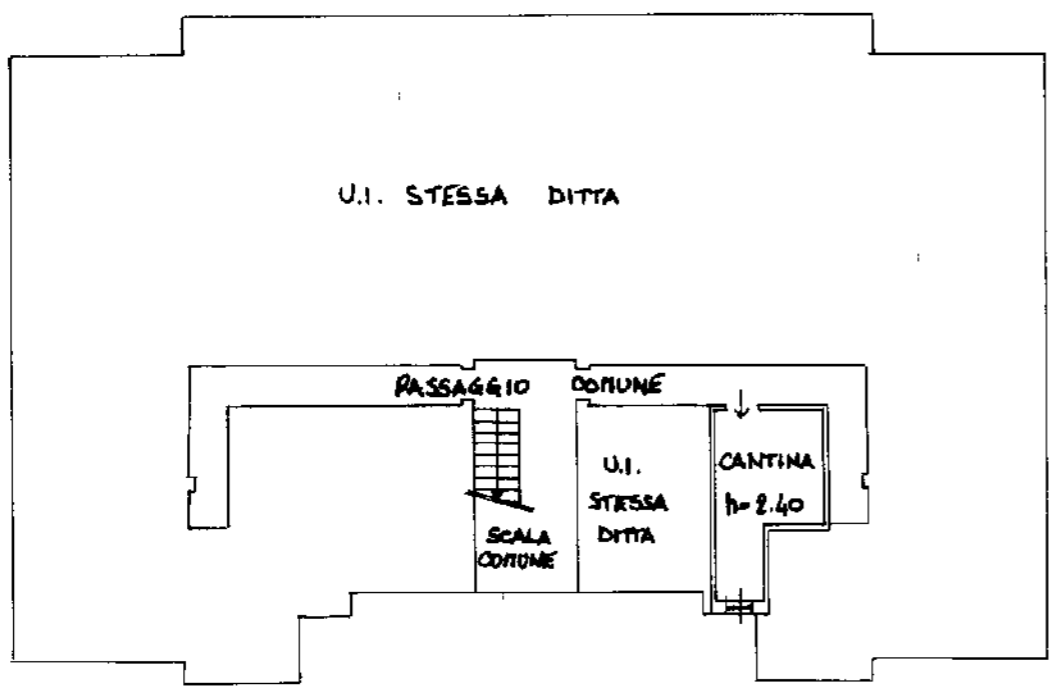 U.I. STESSA DITTA
PASSAGGIO COMUNE
U.I.
STESSA
DITTA
CANTINA
h=2.40
SCALA
COMUNE